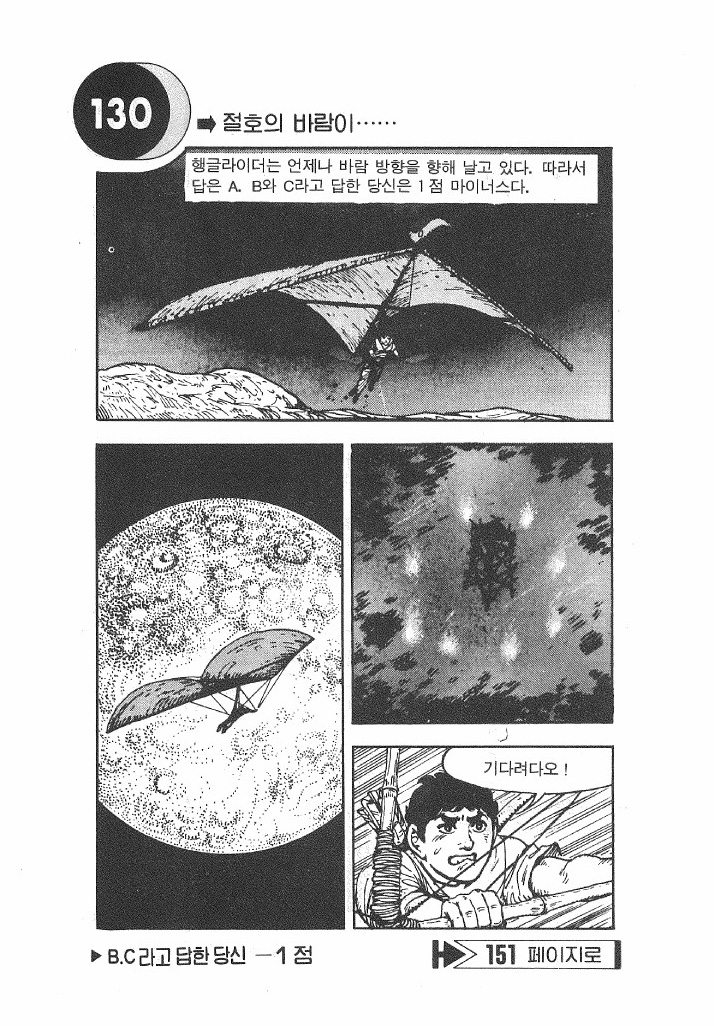 130
➡ 절호의 바람이……
행글라이더는 언제나 바람 방향을 향해 날고 있다. 따라서
답은 A. B와 C라고 답한 당신은 1점 마이너스다.
기다려다오!
▶ B.C라고 답한 당신 -1점
151 페이지로